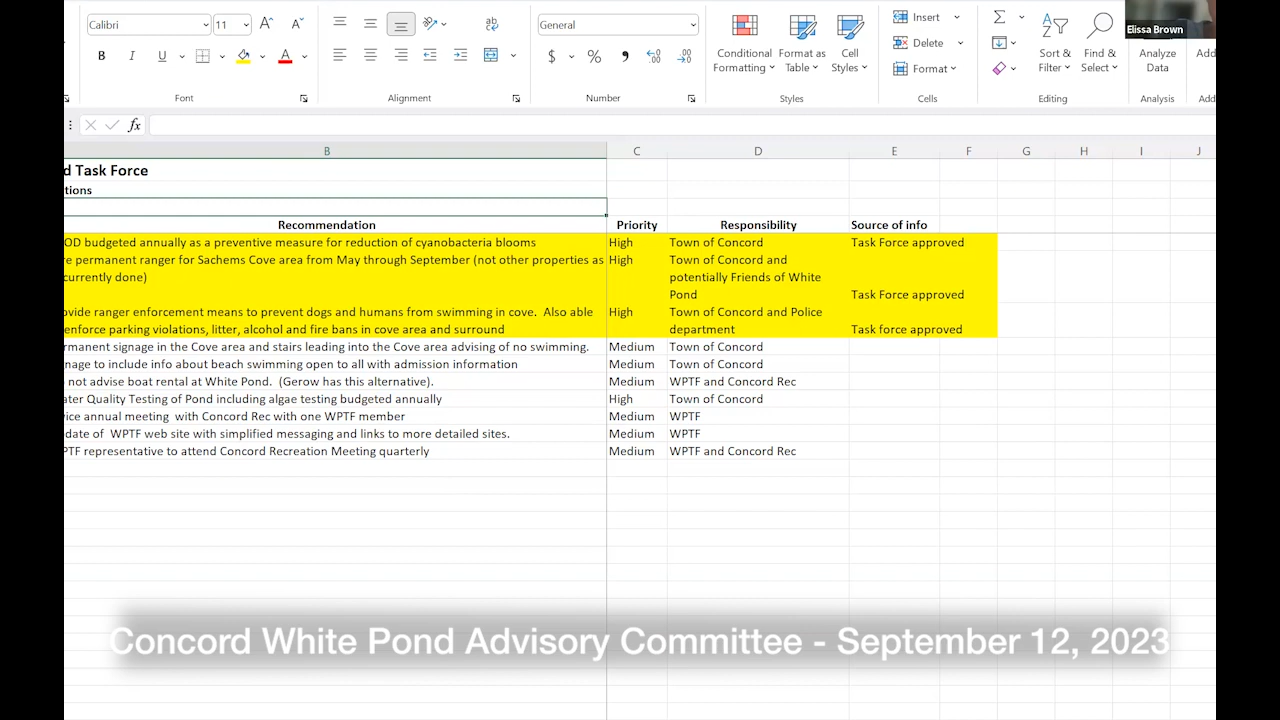 Calibri 11 A A
General
Insert
Σ
Elissa Brown
B I U A
$ % ,
Conditional Formatting Format as Table Cell Styles
Delete
Format
Sort & Filter Find & Select
Analyze Data
Add
Font
Alignment
Number
Styles
Cells
Editing
Analysis
Add
fx
B C D E F G H I J
d Task Force
tions
Recommendation Priority Responsibility Source of info
OD budgeted annually as a preventive measure for reduction of cyanobacteria blooms High Town of Concord Task Force approved
re permanent ranger for Sachems Cove area from May through September (not other properties as High Town of Concord and
currently done) potentially Friends of White
Pond Task Force approved
ovide ranger enforcement means to prevent dogs and humans from swimming in cove. Also able High Town of Concord and Police
enforce parking violations, litter, alcohol and fire bans in cove area and surround department Task force approved
rmanent signage in the Cove area and stairs leading into the Cove area advising of no swimming. Medium Town of Concord
nage to include info about beach swimming open to all with admission information Medium Town of Concord
o not advise boat rental at White Pond. (Gerow has this alternative). Medium WPTF and Concord Rec
ater Quality Testing of Pond including algae testing budgeted annually High Town of Concord
vice annual meeting with Concord Rec with one WPTF member Medium WPTF
date of WPTF web site with simplified messaging and links to more detailed sites. Medium WPTF
PTF representative to attend Concord Recreation Meeting quarterly Medium WPTF and Concord Rec
Concord White Pond Advisory Committee - September 12, 2023